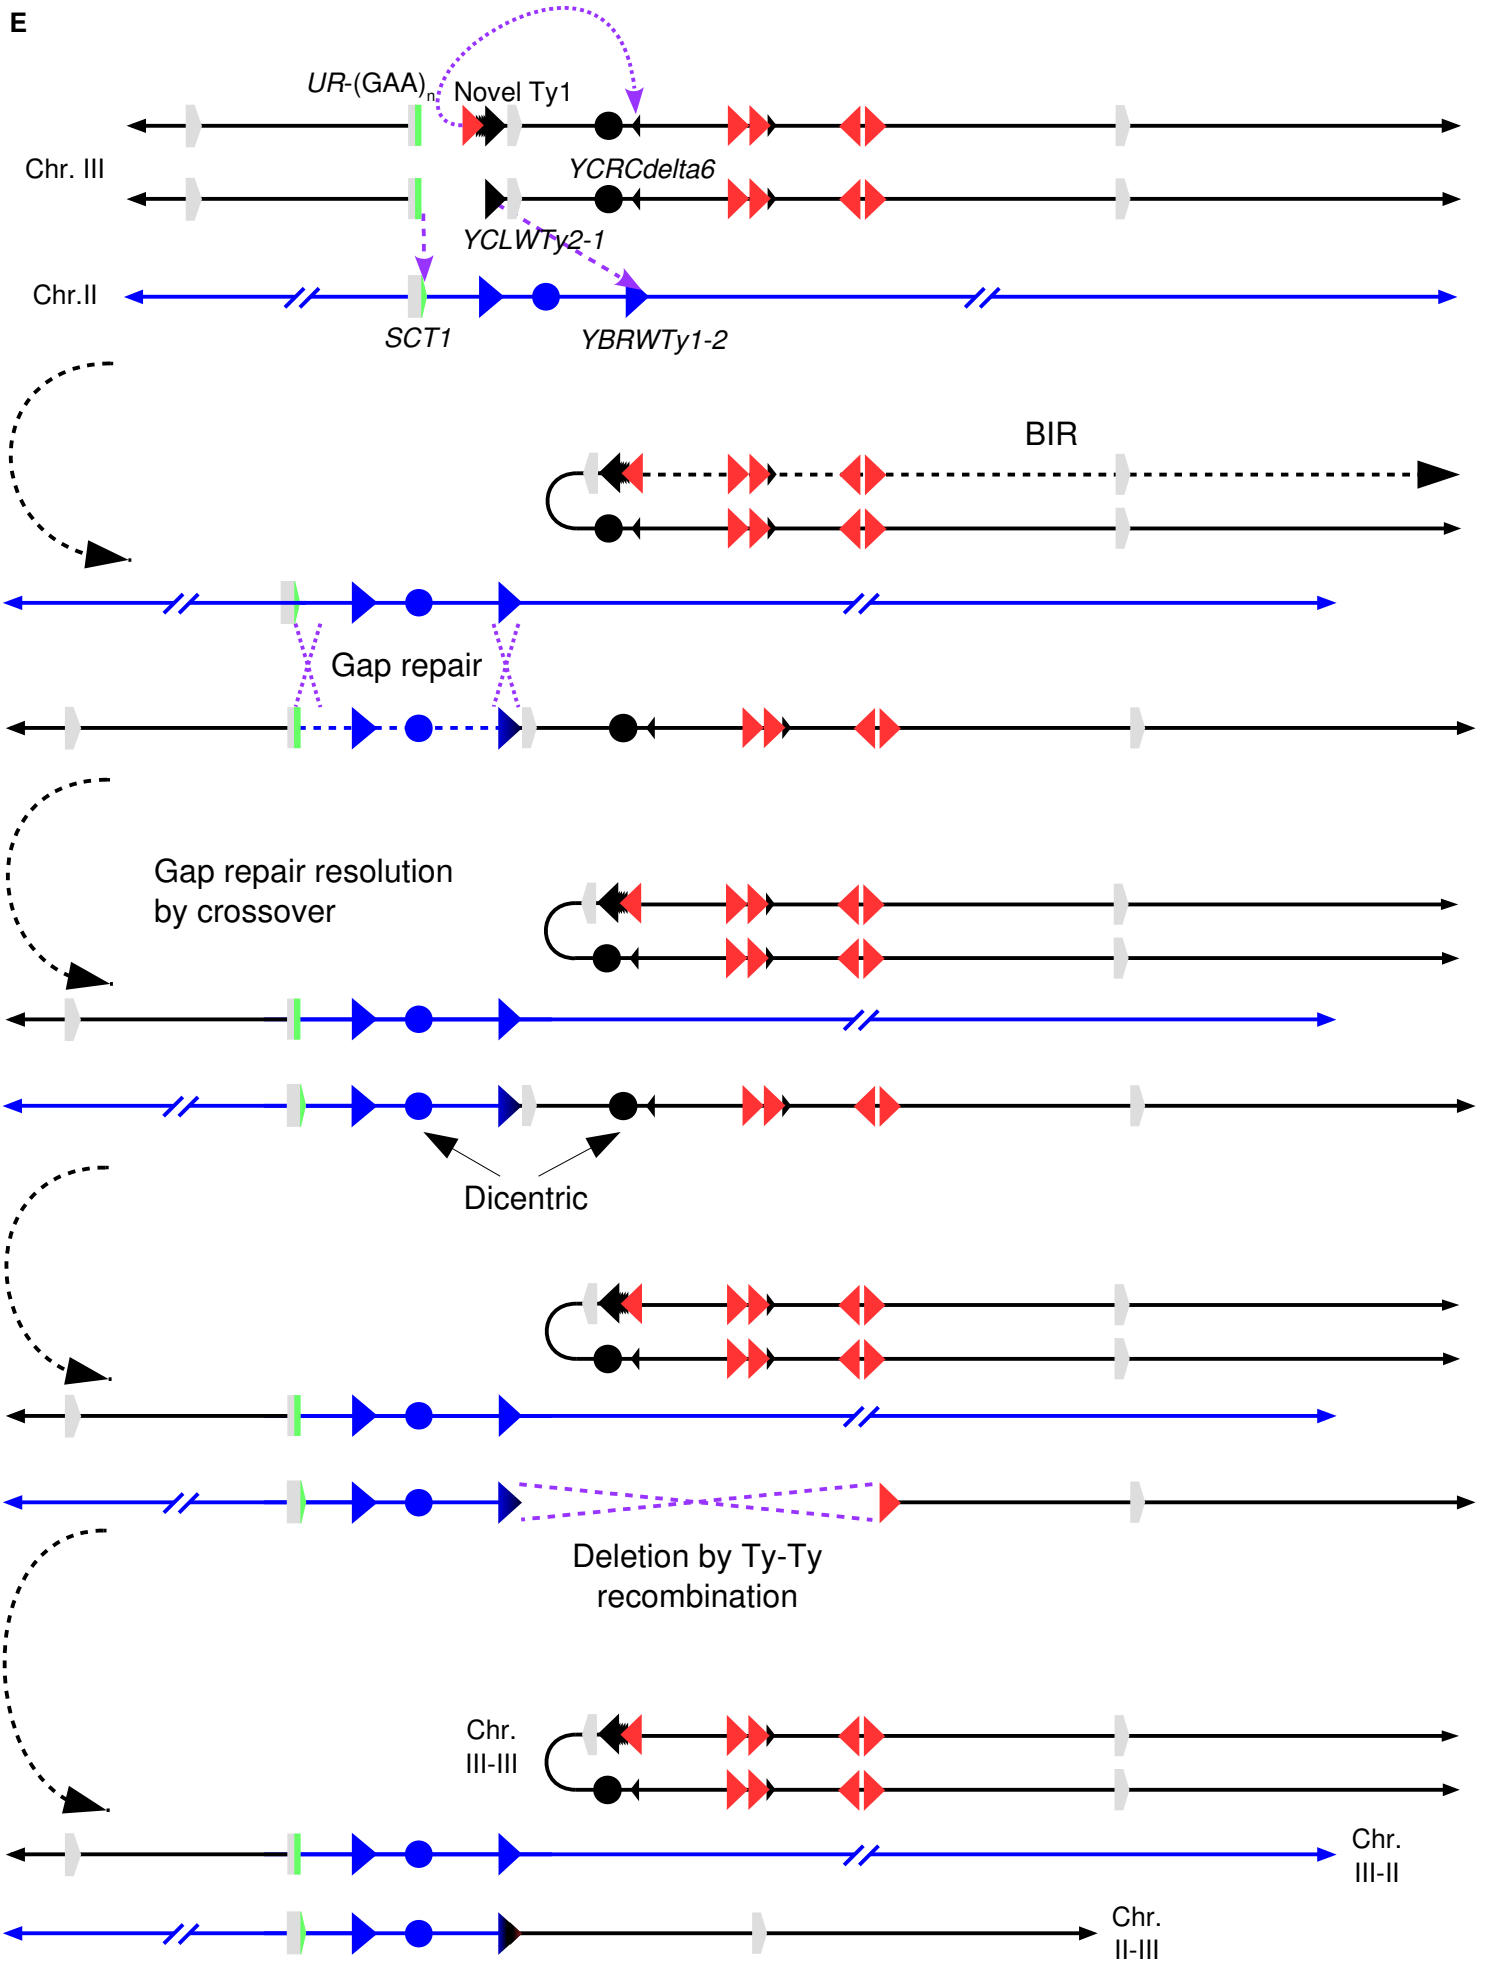 E
UR-(GAA)n
Novel Ty1
Chr. III
YCRCdelta6
YCLWTy2-1
Chr.II
SCT1
YBRWTy1-2
BIR
Gap repair
Gap repair resolution
by crossover
Dicentric
Deletion by Ty-Ty
recombination
Chr.
III-III
Chr.
III-II
Chr.
II-III